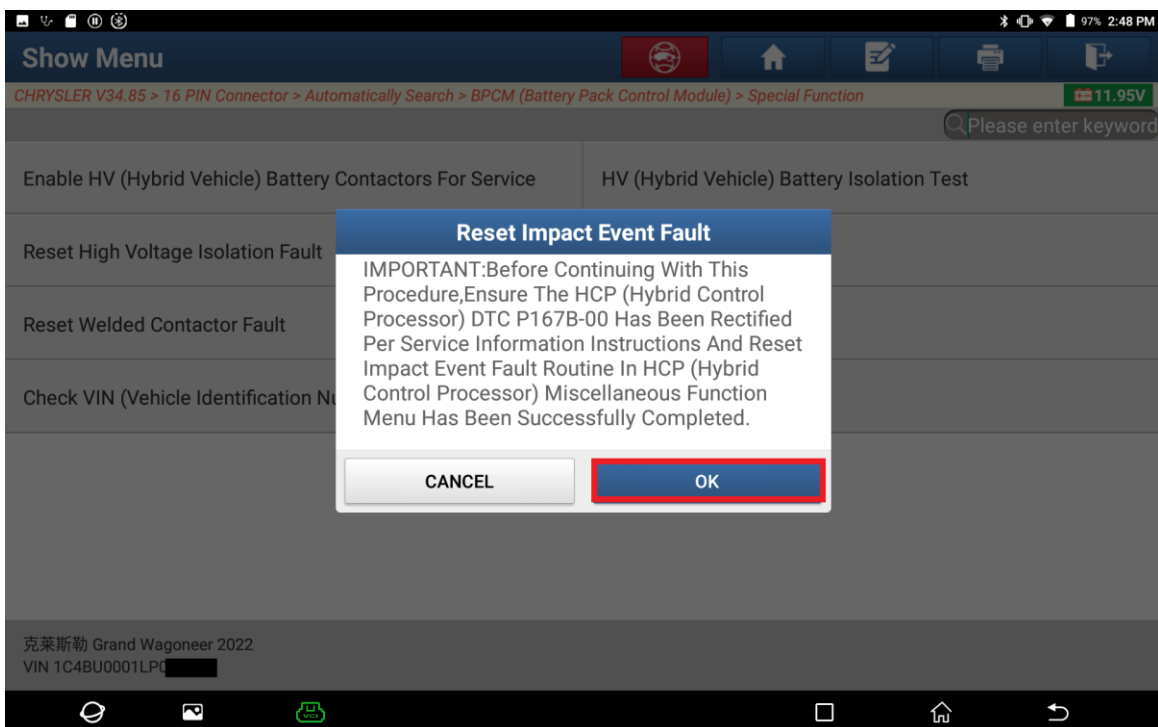 97% 2:48 PM
Show Menu
CHRYSLER V34.85 > 16 PIN Connector > Automatically Search > BPCM (Battery Pack Control Module) > Special Function
11.95V
Please enter keyword
Enable HV (Hybrid Vehicle) Battery Contactors For Service
HV (Hybrid Vehicle) Battery Isolation Test
Reset High Voltage Isolation Fault
Reset Welded Contactor Fault
Check VIN (Vehicle Identification Nu
Reset Impact Event Fault
IMPORTANT:Before Continuing With This
Procedure,Ensure The HCP (Hybrid Control
Processor) DTC P167B-00 Has Been Rectified
Per Service Information Instructions And Reset
Impact Event Fault Routine In HCP (Hybrid
Control Processor) Miscellaneous Function
Menu Has Been Successfully Completed.
CANCEL
OK
克莱斯勒 Grand Wagoneer 2022
VIN 1C4BU0001LP0
VCI